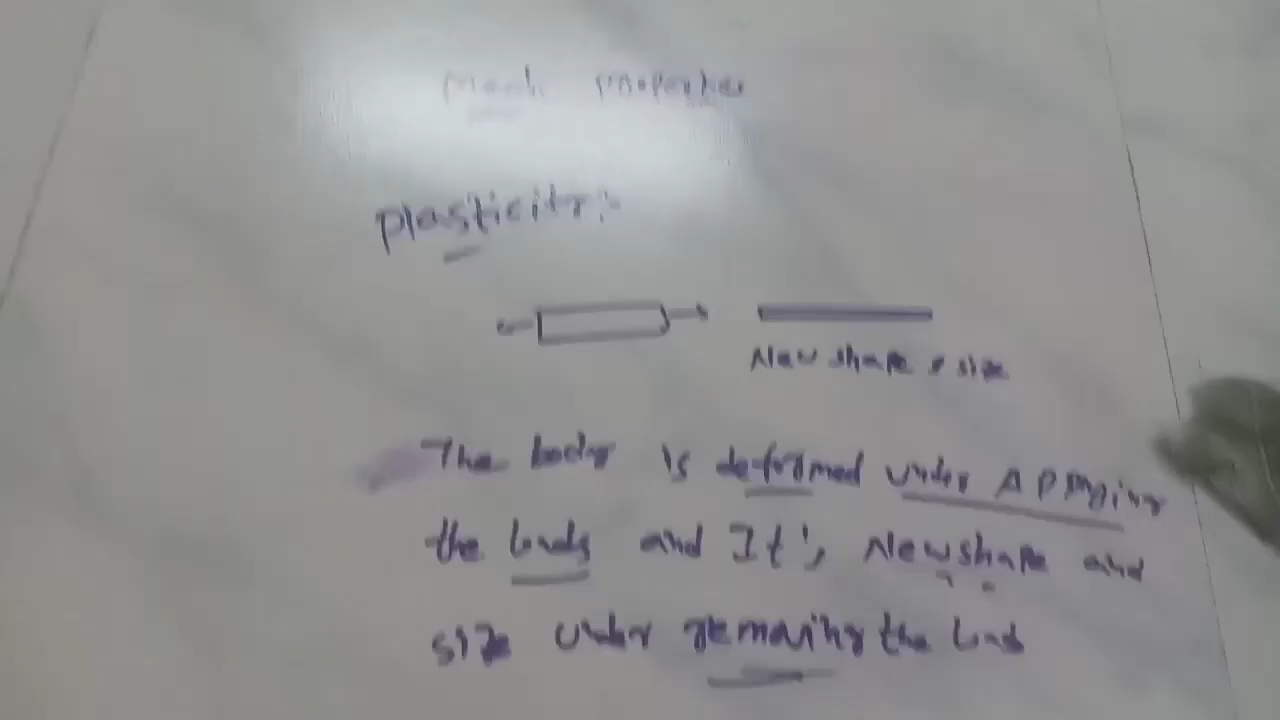 Mech properties
plasticity:-
New shape & size
The body is deformed under Applying
the loads and It's New shape and
size under removing the load